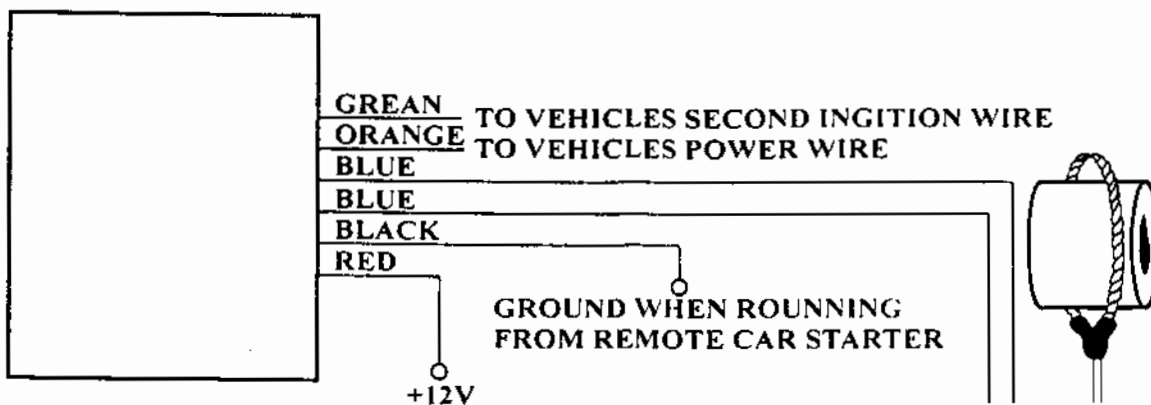 GREAN
TO VEHICLES SECOND INGITION WIRE
ORANGE
TO VEHICLES POWER WIRE
BLUE
BLUE
BLACK
RED
GROUND WHEN ROUNNING
FROM REMOTE CAR STARTER
+12V